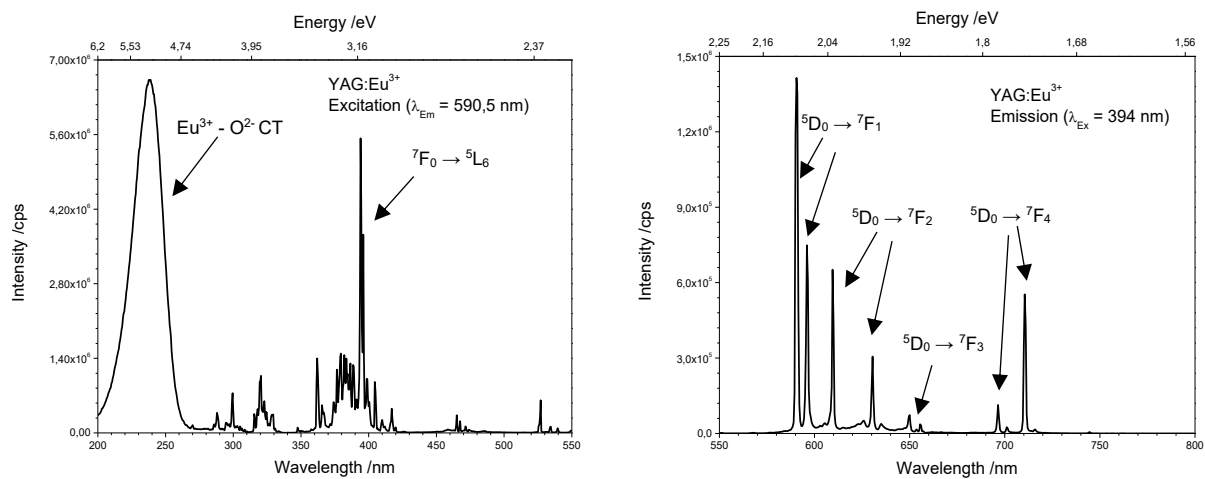 Energy /eV
6,2 5,53 4,74 3,95 3,16 2,37
7,00x10⁶
5,60x10⁶
4,20x10⁶
2,80x10⁶
1,40x10⁶
0,00
Intensity /cps
YAG:Eu³⁺
Excitation (λ_Em = 590,5 nm)
Eu³⁺ - O²⁻ CT
⁷F₀ → ⁵L₆
200 250 300 350 400 450 500 550
Wavelength /nm
Energy /eV
2,25 2,16 2,04 1,92 1,8 1,68 1,56
1,5x10⁶
1,2x10⁶
9,0x10⁵
6,0x10⁵
3,0x10⁵
0,0
Intensity /cps
YAG:Eu³⁺
Emission (λ_Ex = 394 nm)
⁵D₀ → ⁷F₁
⁵D₀ → ⁷F₂
⁵D₀ → ⁷F₄
⁵D₀ → ⁷F₃
550 600 650 700 750 800
Wavelength /nm